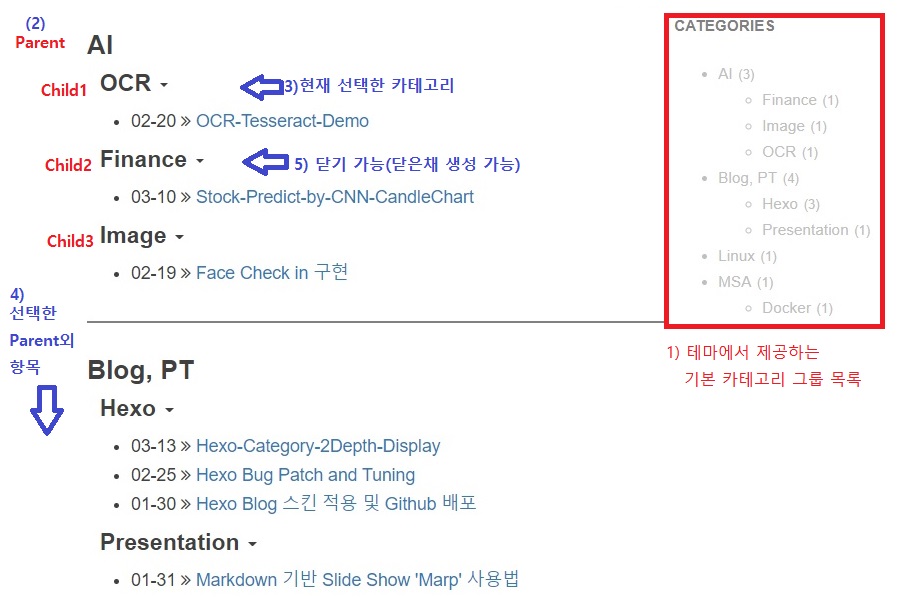 (2)
Parent
AI
Child1
OCR
3)현재 선택한 카테고리
02-20 » OCR-Tesseract-Demo
Child2
Finance
5) 닫기 가능(닫은채 생성 가능)
03-10 » Stock-Predict-by-CNN-CandleChart
Child3
Image
02-19 » Face Check in 구현
4)
선택한
Parent외
항목
Blog, PT
Hexo
03-13 » Hexo-Category-2Depth-Display
02-25 » Hexo Bug Patch and Tuning
01-30 » Hexo Blog 스킨 적용 및 Github 배포
Presentation
01-31 » Markdown 기반 Slide Show 'Marp' 사용법
CATEGORIES
AI (3)
Finance (1)
Image (1)
OCR (1)
Blog, PT (4)
Hexo (3)
Presentation (1)
Linux (1)
MSA (1)
Docker (1)
1) 테마에서 제공하는
기본 카테고리 그룹 목록